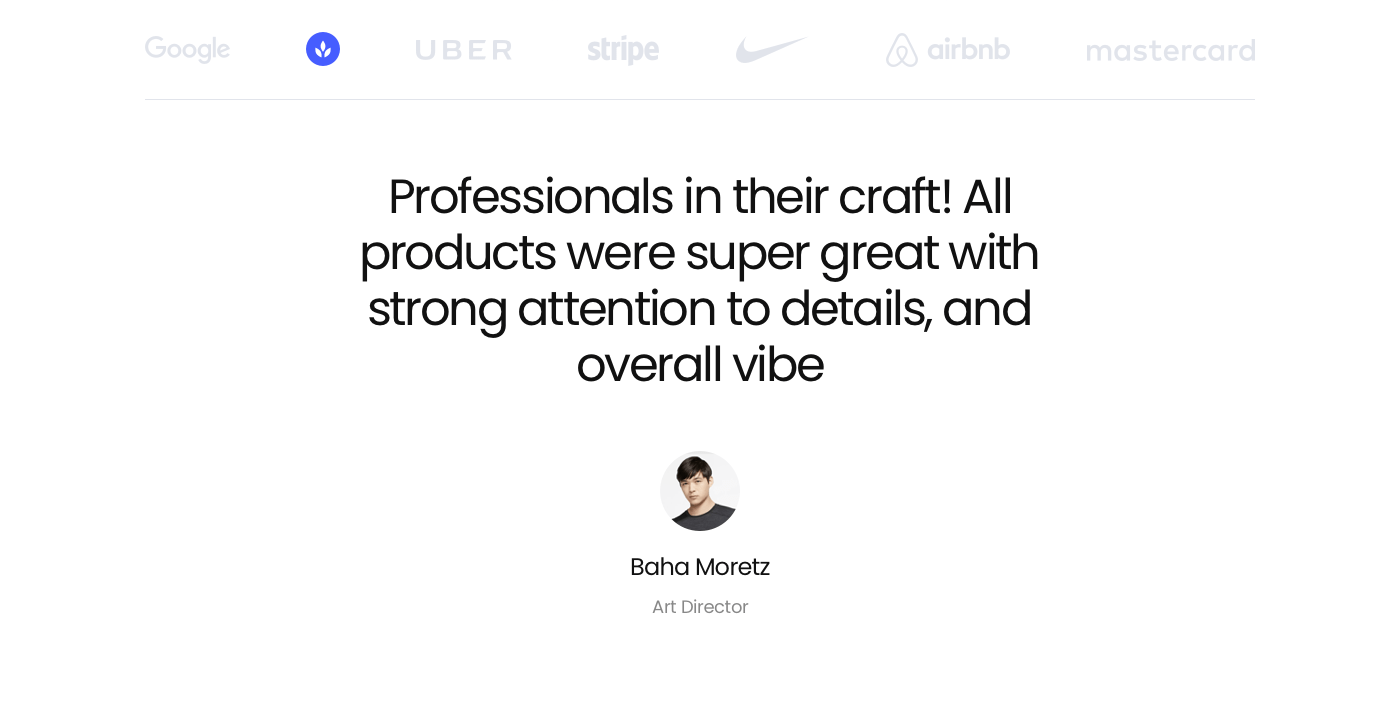 Google UBER stripe airbnb mastercard
Professionals in their craft! All
products were super great with
strong attention to details, and
overall vibe
Baha Moretz
Art Director